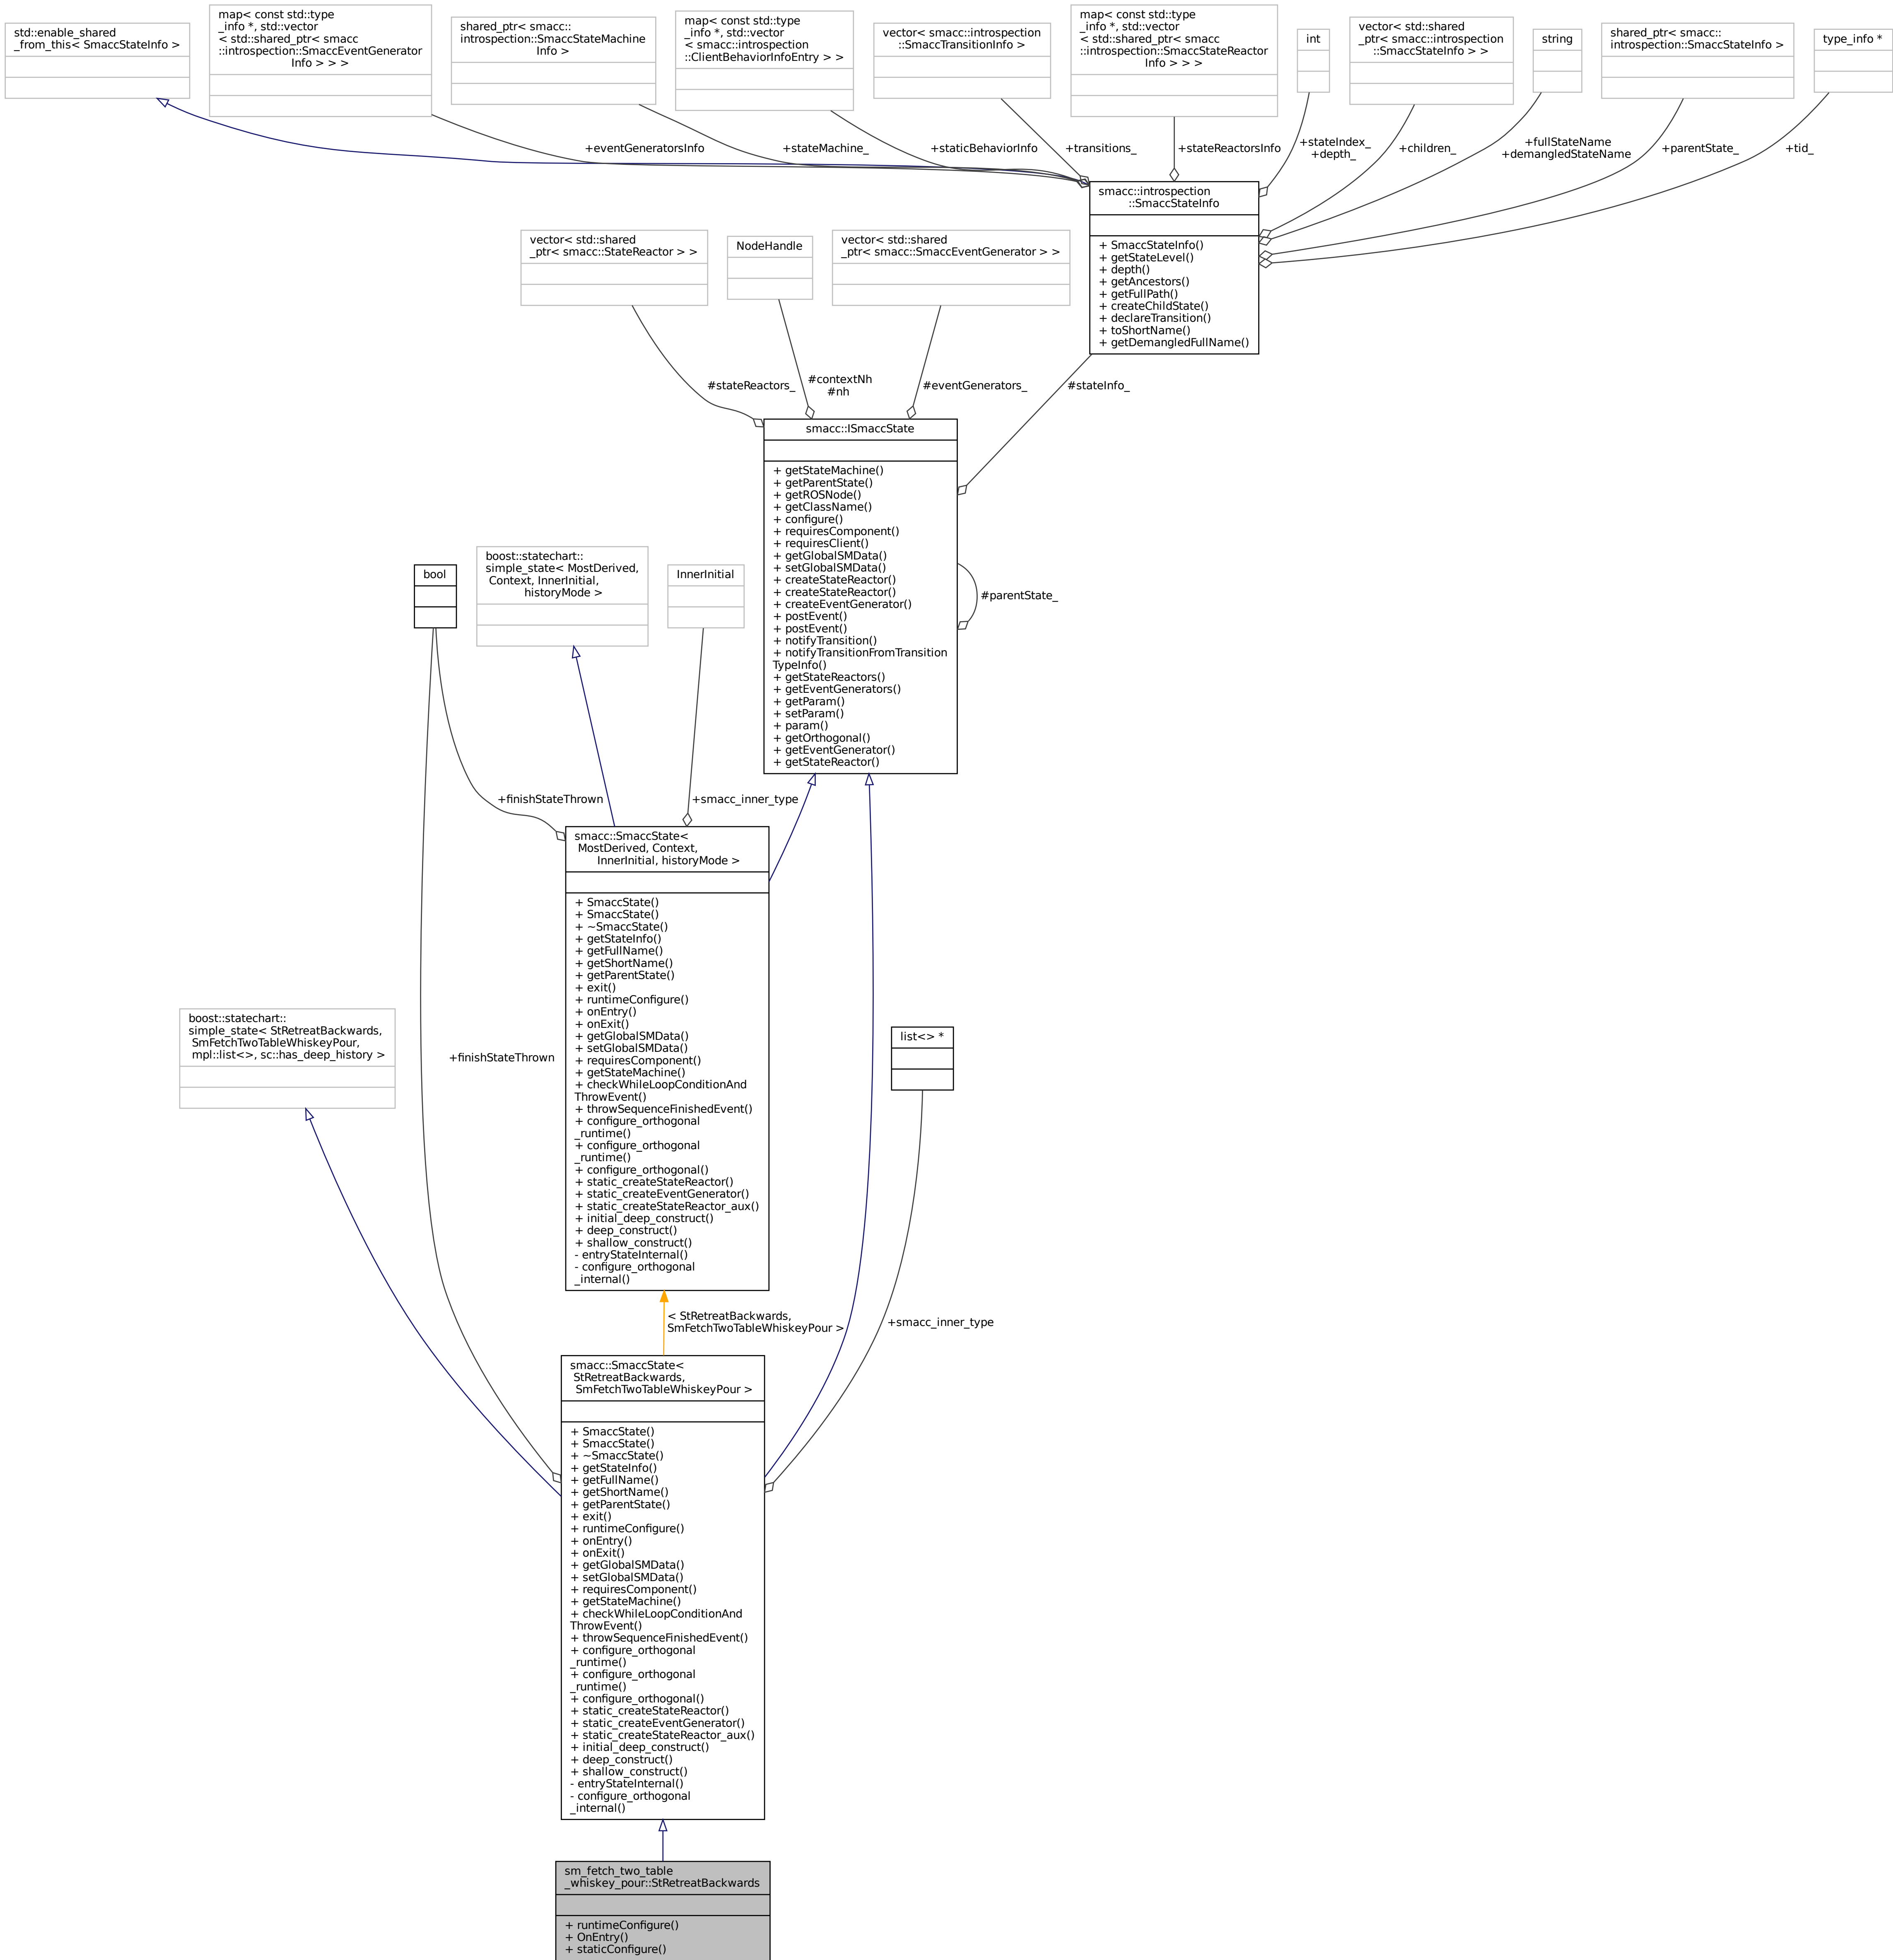 std::enable_shared
_from_this< SmaccStateInfo >
map< const std::type
_info *, std::vector
< std::shared_ptr< smacc
::introspection::SmaccEventGenerator
Info > > >
shared_ptr< smacc::
introspection::SmaccStateMachine
Info >
map< const std::type
_info *, std::vector
< smacc::introspection
::ClientBehaviorInfoEntry > >
vector< smacc::introspection
::SmaccTransitionInfo >
map< const std::type
_info *, std::vector
< std::shared_ptr< smacc
::introspection::SmaccStateReactor
Info > > >
int
vector< std::shared
_ptr< smacc::introspection
::SmaccStateInfo > >
string
shared_ptr< smacc::
introspection::SmaccStateInfo >
type_info *
+eventGeneratorsInfo
+stateMachine_
+staticBehaviorInfo
+transitions_
+stateReactorsInfo
+stateIndex_
+depth_
+children_
+fullStateName
+demangledStateName
+parentState_
+tid_
smacc::introspection
::SmaccStateInfo
+ SmaccStateInfo()
+ getStateLevel()
+ depth()
+ getAncestors()
+ getFullPath()
+ createChildState()
+ declareTransition()
+ toShortName()
+ getDemangledFullName()
vector< std::shared
_ptr< smacc::StateReactor > >
NodeHandle
vector< std::shared
_ptr< smacc::SmaccEventGenerator > >
#stateReactors_
#contextNh
#nh
#eventGenerators_
#stateInfo_
smacc::ISmaccState
+ getStateMachine()
+ getParentState()
+ getROSNode()
+ getClassName()
+ configure()
+ requiresComponent()
+ requiresClient()
+ getGlobalSMData()
+ setGlobalSMData()
+ createStateReactor()
+ createStateReactor()
+ createEventGenerator()
+ postEvent()
+ postEvent()
+ notifyTransition()
+ notifyTransitionFromTransition
TypeInfo()
+ getStateReactors()
+ getEventGenerators()
+ getParam()
+ setParam()
+ param()
+ getOrthogonal()
+ getEventGenerator()
+ getStateReactor()
#parentState_
bool
boost::statechart::
simple_state< MostDerived,
Context, InnerInitial,
historyMode >
InnerInitial
+finishStateThrown
+smacc_inner_type
smacc::SmaccState<
MostDerived, Context,
InnerInitial, historyMode >
+ SmaccState()
+ SmaccState()
+ ~SmaccState()
+ getStateInfo()
+ getFullName()
+ getShortName()
+ getParentState()
+ exit()
+ runtimeConfigure()
+ onEntry()
+ onExit()
+ getGlobalSMData()
+ setGlobalSMData()
+ requiresComponent()
+ getStateMachine()
+ checkWhileLoopConditionAnd
ThrowEvent()
+ throwSequenceFinishedEvent()
+ configure_orthogonal
_runtime()
+ configure_orthogonal
_runtime()
+ configure_orthogonal()
+ static_createStateReactor()
+ static_createEventGenerator()
+ static_createStateReactor_aux()
+ initial_deep_construct()
+ deep_construct()
+ shallow_construct()
- entryStateInternal()
- configure_orthogonal
_internal()
boost::statechart::
simple_state< StRetreatBackwards,
SmFetchTwoTableWhiskeyPour,
mpl::list<>, sc::has_deep_history >
+finishStateThrown
list<> *
< StRetreatBackwards,
SmFetchTwoTableWhiskeyPour >
+smacc_inner_type
smacc::SmaccState<
StRetreatBackwards,
SmFetchTwoTableWhiskeyPour >
+ SmaccState()
+ SmaccState()
+ ~SmaccState()
+ getStateInfo()
+ getFullName()
+ getShortName()
+ getParentState()
+ exit()
+ runtimeConfigure()
+ onEntry()
+ onExit()
+ getGlobalSMData()
+ setGlobalSMData()
+ requiresComponent()
+ getStateMachine()
+ checkWhileLoopConditionAnd
ThrowEvent()
+ throwSequenceFinishedEvent()
+ configure_orthogonal
_runtime()
+ configure_orthogonal
_runtime()
+ configure_orthogonal()
+ static_createStateReactor()
+ static_createEventGenerator()
+ static_createStateReactor_aux()
+ initial_deep_construct()
+ deep_construct()
+ shallow_construct()
- entryStateInternal()
- configure_orthogonal
_internal()
sm_fetch_two_table
_whiskey_pour::StRetreatBackwards
+ runtimeConfigure()
+ OnEntry()
+ staticConfigure()